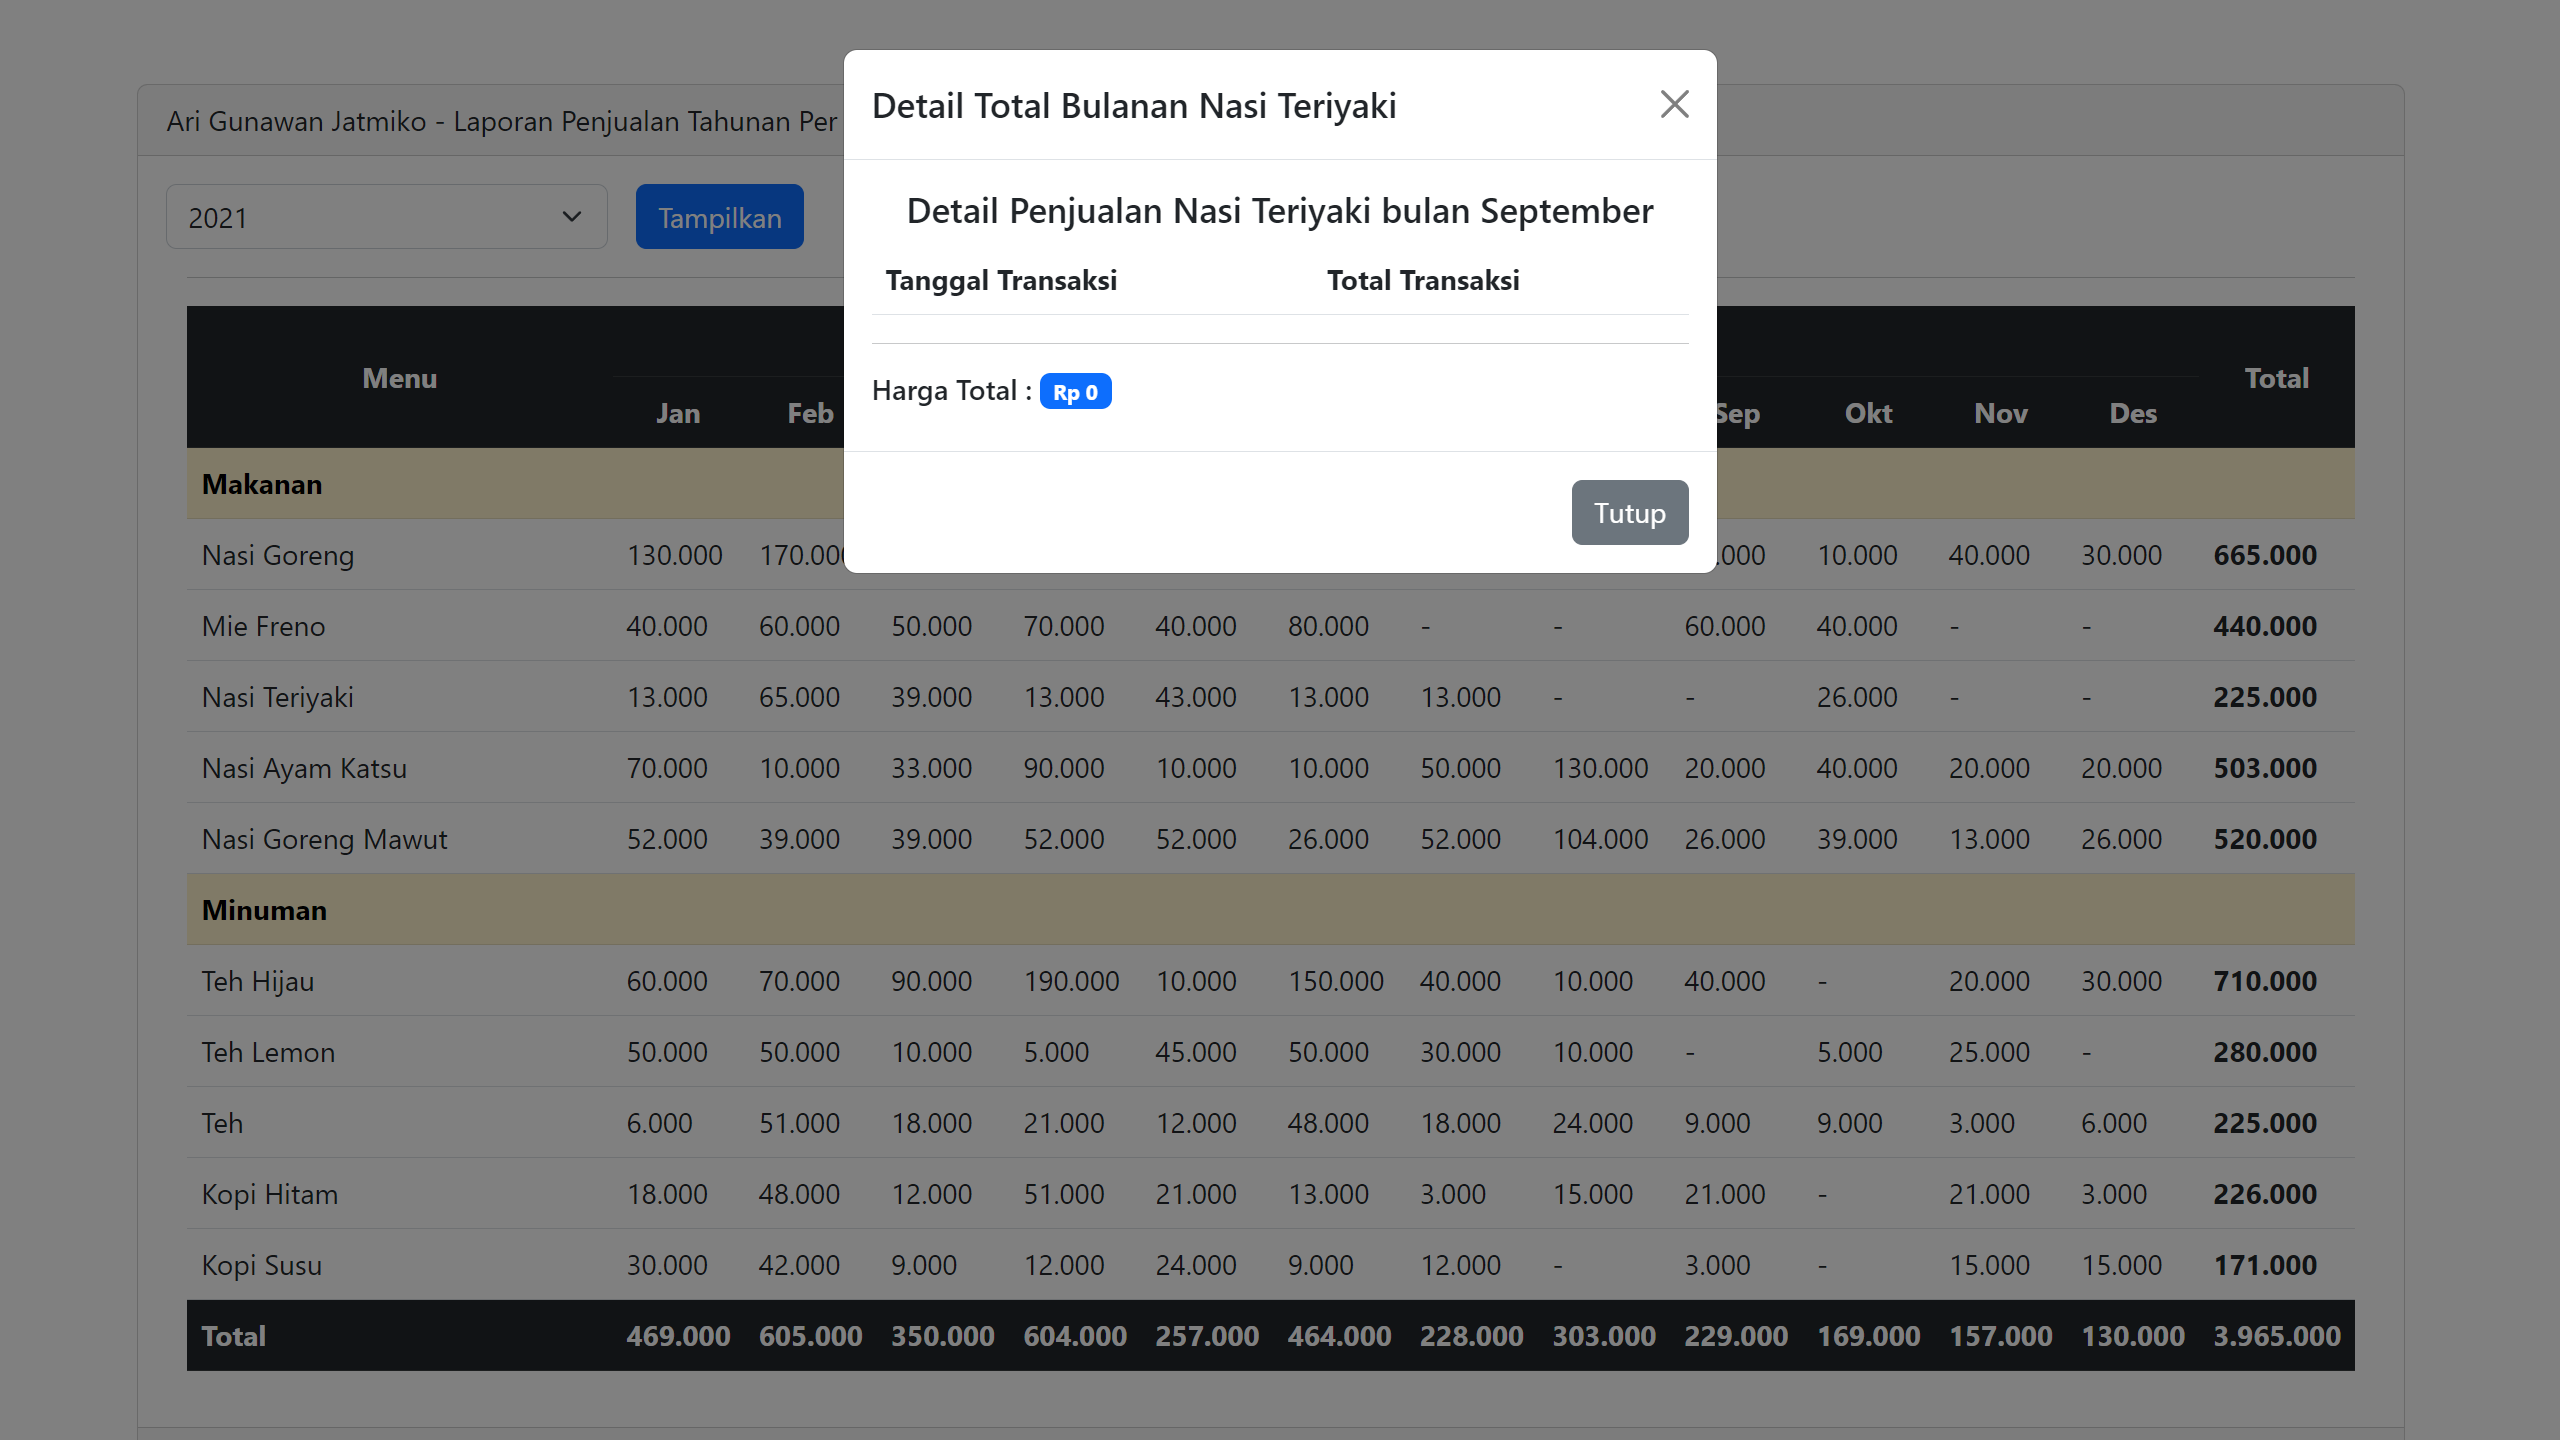 Detail Total Bulanan Nasi Teriyaki
Detail Penjualan Nasi Teriyaki bulan September
Tanggal Transaksi Total Transaksi
Harga Total : Rp 0
Tutup
Ari Gunawan Jatmiko - Laporan Penjualan Tahunan Per
2021 Tampilkan
Menu Total
Jan Feb Sep Okt Nov Des
Makanan
Nasi Goreng 130.000 170.000 .000 10.000 40.000 30.000 665.000
Mie Freno 40.000 60.000 50.000 70.000 40.000 80.000 - - 60.000 40.000 - - 440.000
Nasi Teriyaki 13.000 65.000 39.000 13.000 43.000 13.000 13.000 - - 26.000 - - 225.000
Nasi Ayam Katsu 70.000 10.000 33.000 90.000 10.000 10.000 50.000 130.000 20.000 40.000 20.000 20.000 503.000
Nasi Goreng Mawut 52.000 39.000 39.000 52.000 52.000 26.000 52.000 104.000 26.000 39.000 13.000 26.000 520.000
Minuman
Teh Hijau 60.000 70.000 90.000 190.000 10.000 150.000 40.000 10.000 40.000 - 20.000 30.000 710.000
Teh Lemon 50.000 50.000 10.000 5.000 45.000 50.000 30.000 10.000 - 5.000 25.000 - 280.000
Teh 6.000 51.000 18.000 21.000 12.000 48.000 18.000 24.000 9.000 9.000 3.000 6.000 225.000
Kopi Hitam 18.000 48.000 12.000 51.000 21.000 13.000 3.000 15.000 21.000 - 21.000 3.000 226.000
Kopi Susu 30.000 42.000 9.000 12.000 24.000 9.000 12.000 - 3.000 - 15.000 15.000 171.000
Total 469.000 605.000 350.000 604.000 257.000 464.000 228.000 303.000 229.000 169.000 157.000 130.000 3.965.000